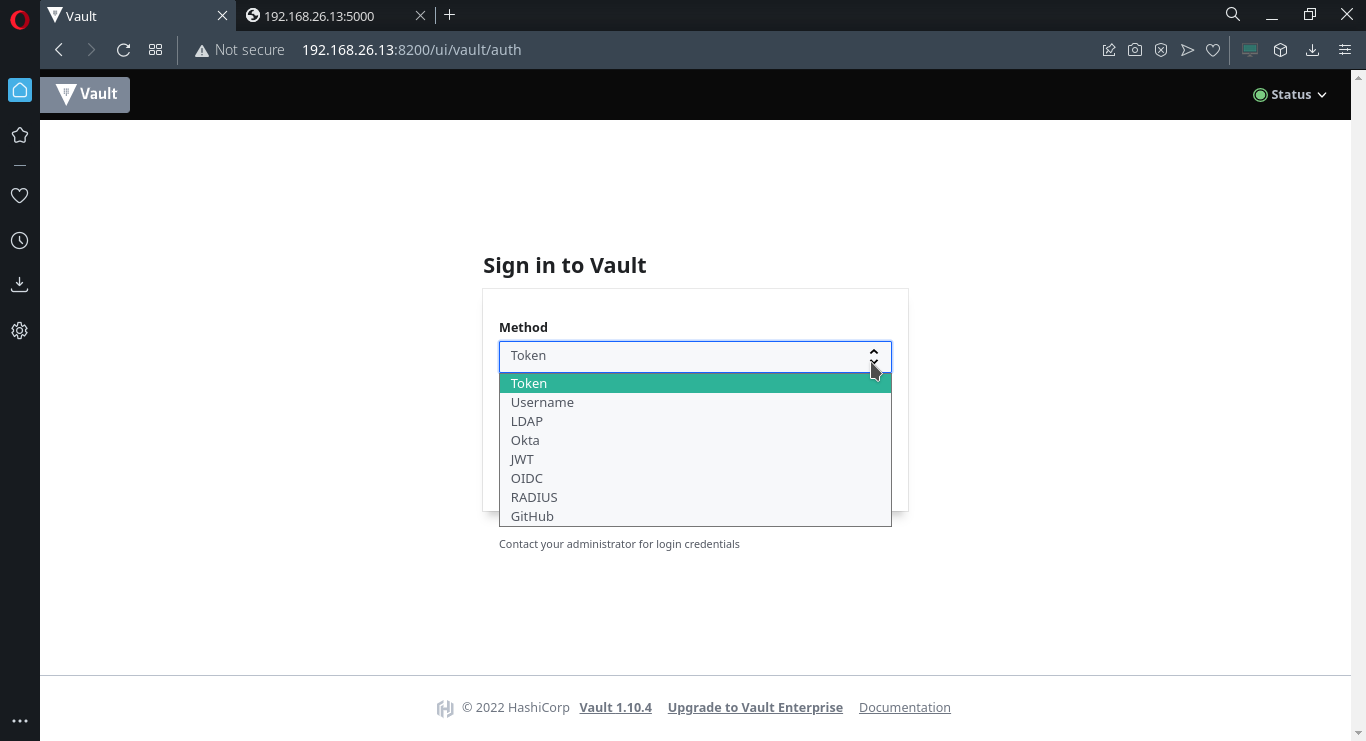 Vault
192.168.26.13:5000
Not secure 192.168.26.13:8200/ui/vault/auth
Vault
Status
Sign in to Vault
Method
Token
Token
Username
LDAP
Okta
JWT
OIDC
RADIUS
GitHub
Contact your administrator for login credentials
© 2022 HashiCorp Vault 1.10.4 Upgrade to Vault Enterprise Documentation